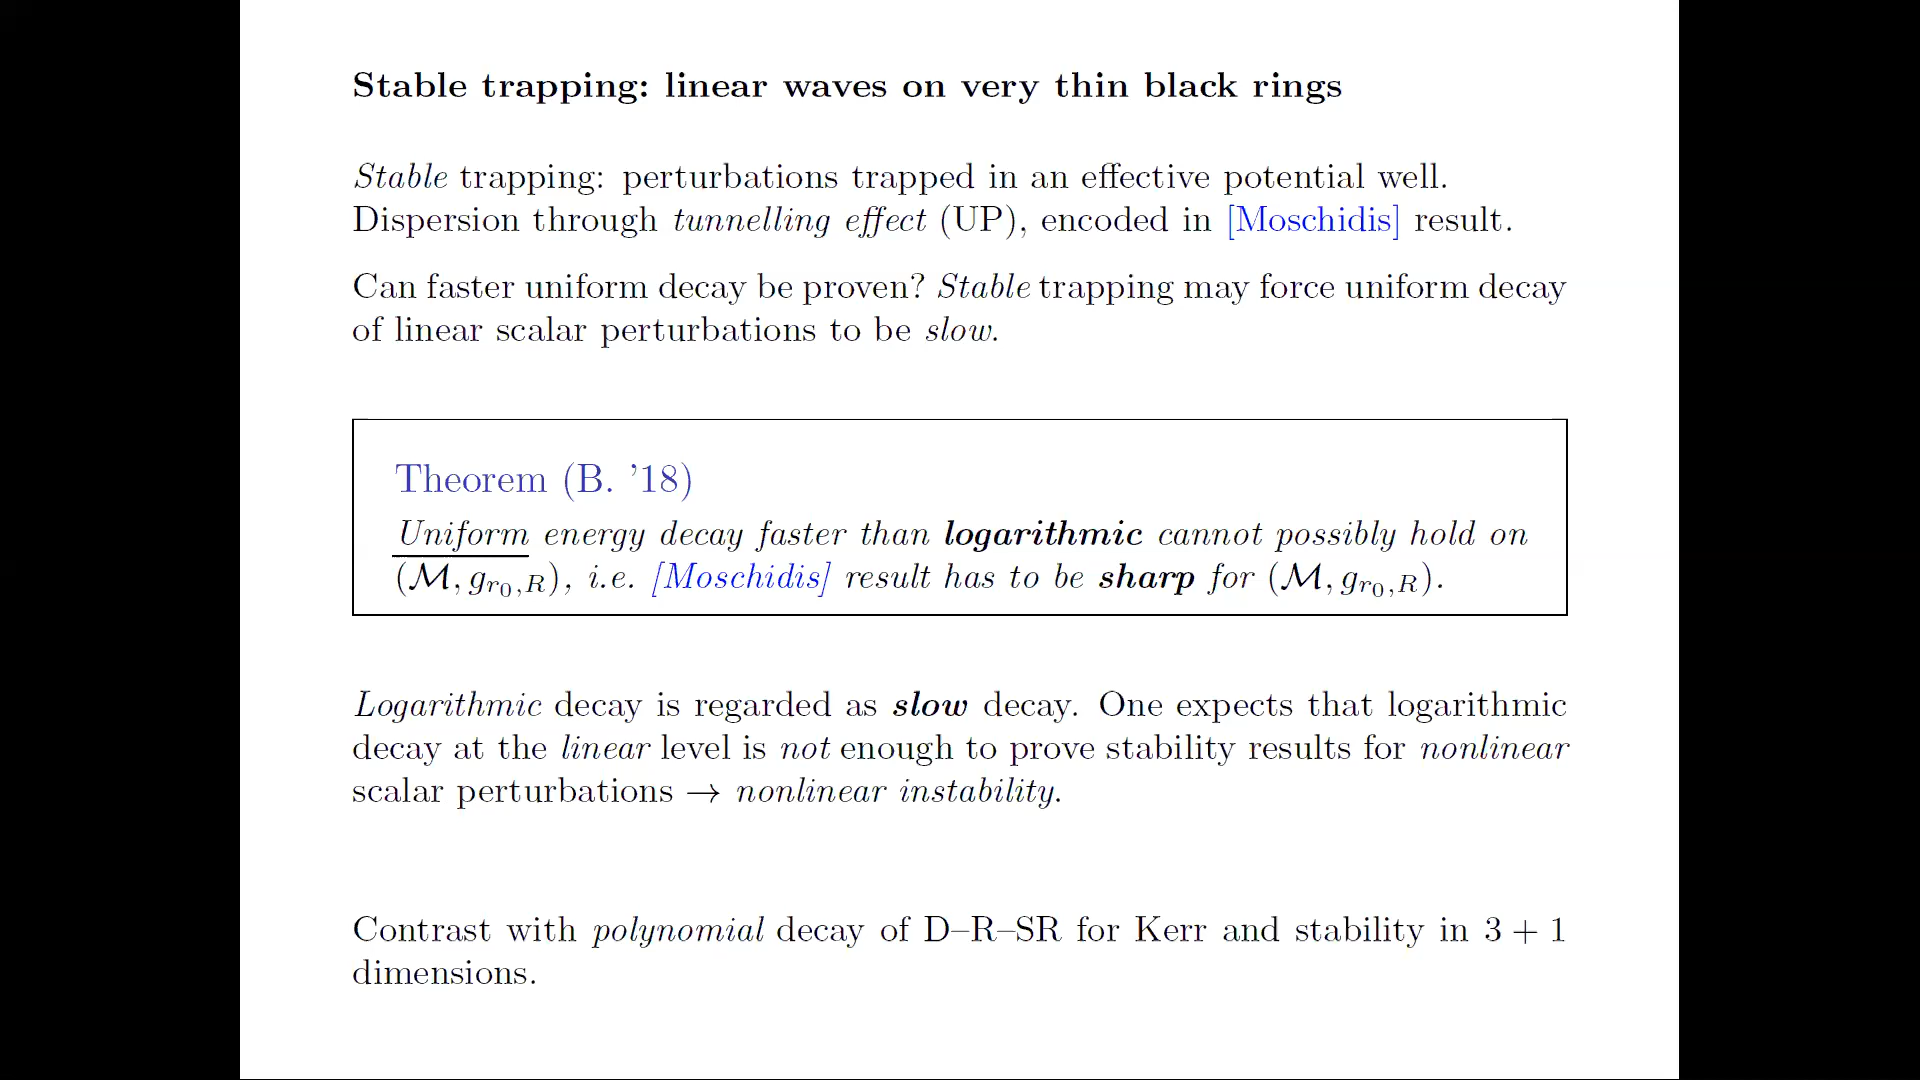 Stable trapping: linear waves on very thin black rings
Stable trapping: perturbations trapped in an effective potential well.
Dispersion through tunnelling effect (UP), encoded in [Moschidis] result.
Can faster uniform decay be proven? Stable trapping may force uniform decay
of linear scalar perturbations to be slow.
Theorem (B. ’18)
Uniform energy decay faster than logarithmic cannot possibly hold on
(ℳ, g_{r_0,R}), i.e. [Moschidis] result has to be sharp for (ℳ, g_{r_0,R}).
Logarithmic decay is regarded as slow decay. One expects that logarithmic
decay at the linear level is not enough to prove stability results for nonlinear
scalar perturbations → nonlinear instability.
Contrast with polynomial decay of D–R–SR for Kerr and stability in 3 + 1
dimensions.